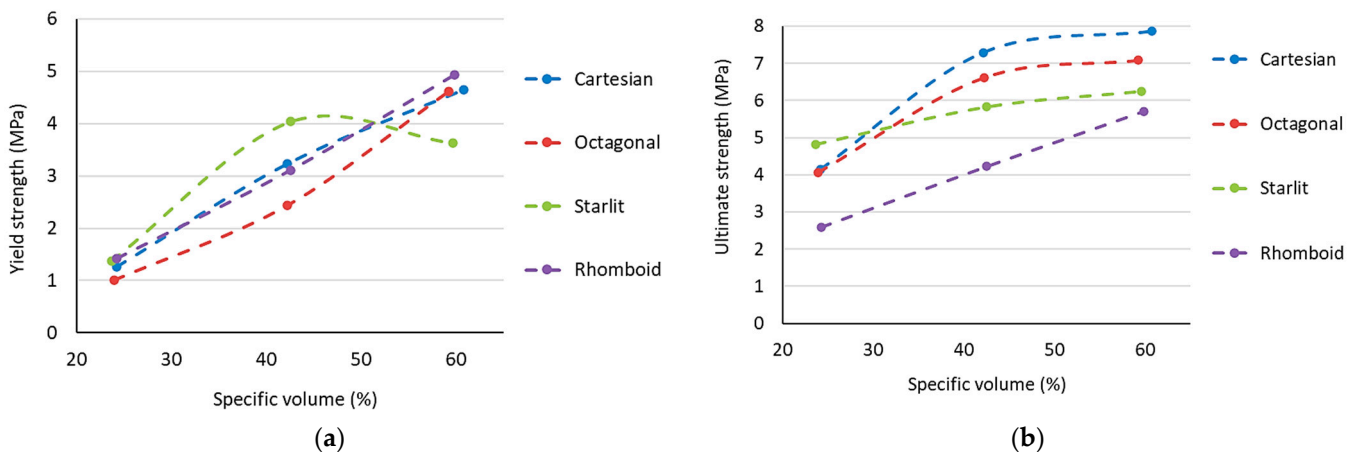 Yield strength (MPa)
6
5
4
3
2
1
0
20 30 40 50 60
Specific volume (%)
Cartesian
Octagonal
Starlit
Rhomboid
(a)
Ultimate strength (MPa)
8
7
6
5
4
3
2
1
0
20 30 40 50 60
Specific volume (%)
Cartesian
Octagonal
Starlit
Rhomboid
(b)